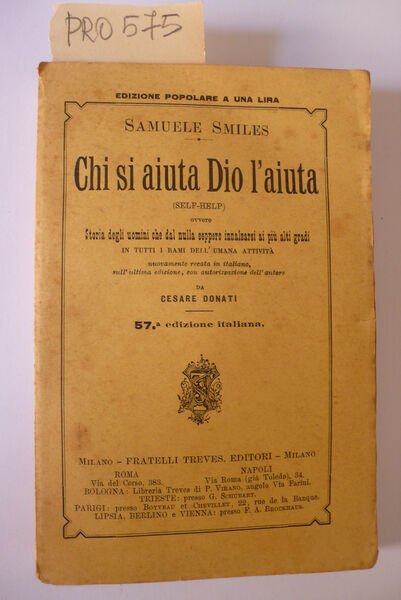 PRO 575
EDIZIONE POPOLARE A UNA LIRA
SAMUELE SMILES
Chi si aiuta Dio l'aiuta
(SELF-HELP)
ovvero
Storia degli uomini che dal nulla seppero innalzarsi ai più alti gradi
IN TUTTI I RAMI DELL'UMANA ATTIVITÀ
nuovamente recata in italiano,
sull'ultima edizione, con autorizzazione dell'autore
DA
CESARE DONATI
57.ª edizione italiana.
MILANO – FRATELLI TREVES, EDITORI – MILANO
ROMA NAPOLI
Via del Corso, 383. Via Roma (già Toledo), 34.
BOLOGNA: Libreria Treves di P. VIRANO, angolo Via Farini.
TRIESTE: presso G. SCHUBART.
PARIGI: presso BOYVEAU et CHEVILLET, 22, rue de la Banque.
LIPSIA, BERLINO e VIENNA: presso F. A. BROCKHAUS.